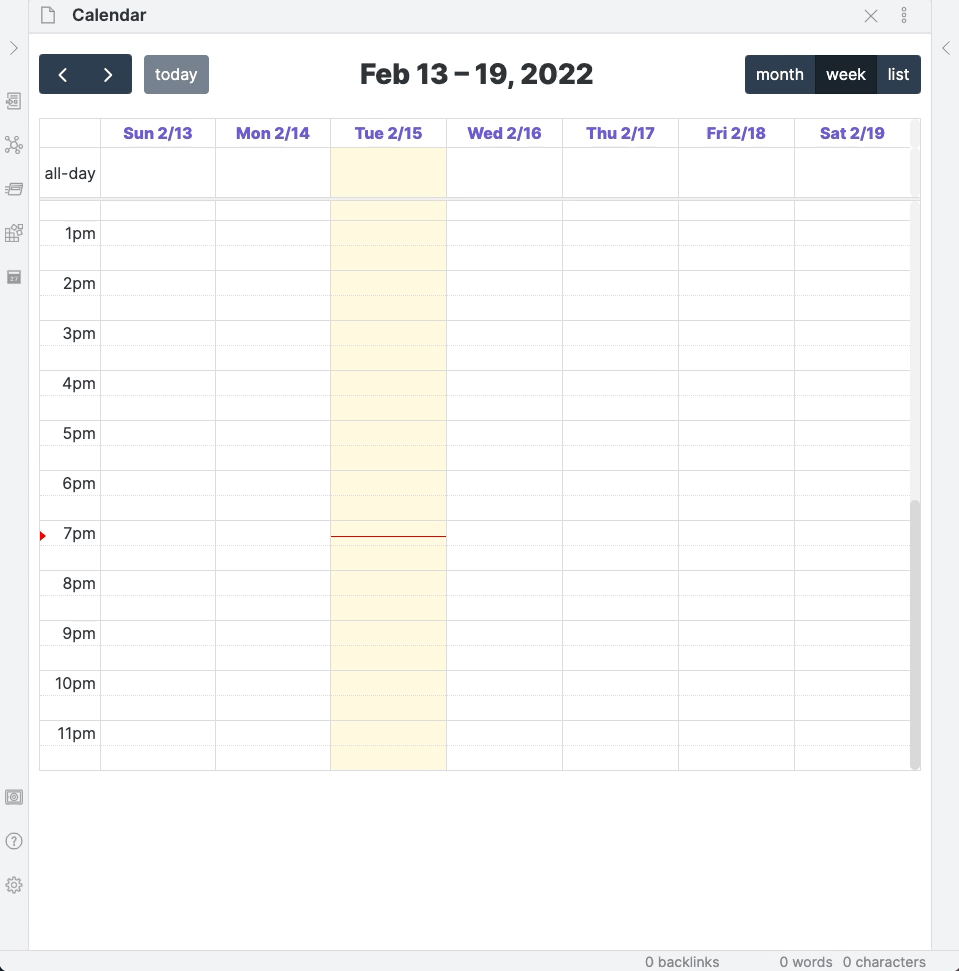 Calendar
today
Feb 13 – 19, 2022
month week list
Sun 2/13 Mon 2/14 Tue 2/15 Wed 2/16 Thu 2/17 Fri 2/18 Sat 2/19
all-day
1pm
2pm
3pm
4pm
5pm
6pm
7pm
8pm
9pm
10pm
11pm
0 backlinks 0 words 0 characters